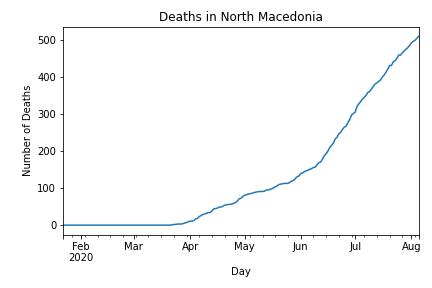 Deaths in North Macedonia
Number of Deaths
500
400
300
200
100
0
Feb Mar Apr May Jun Jul Aug
2020
Day